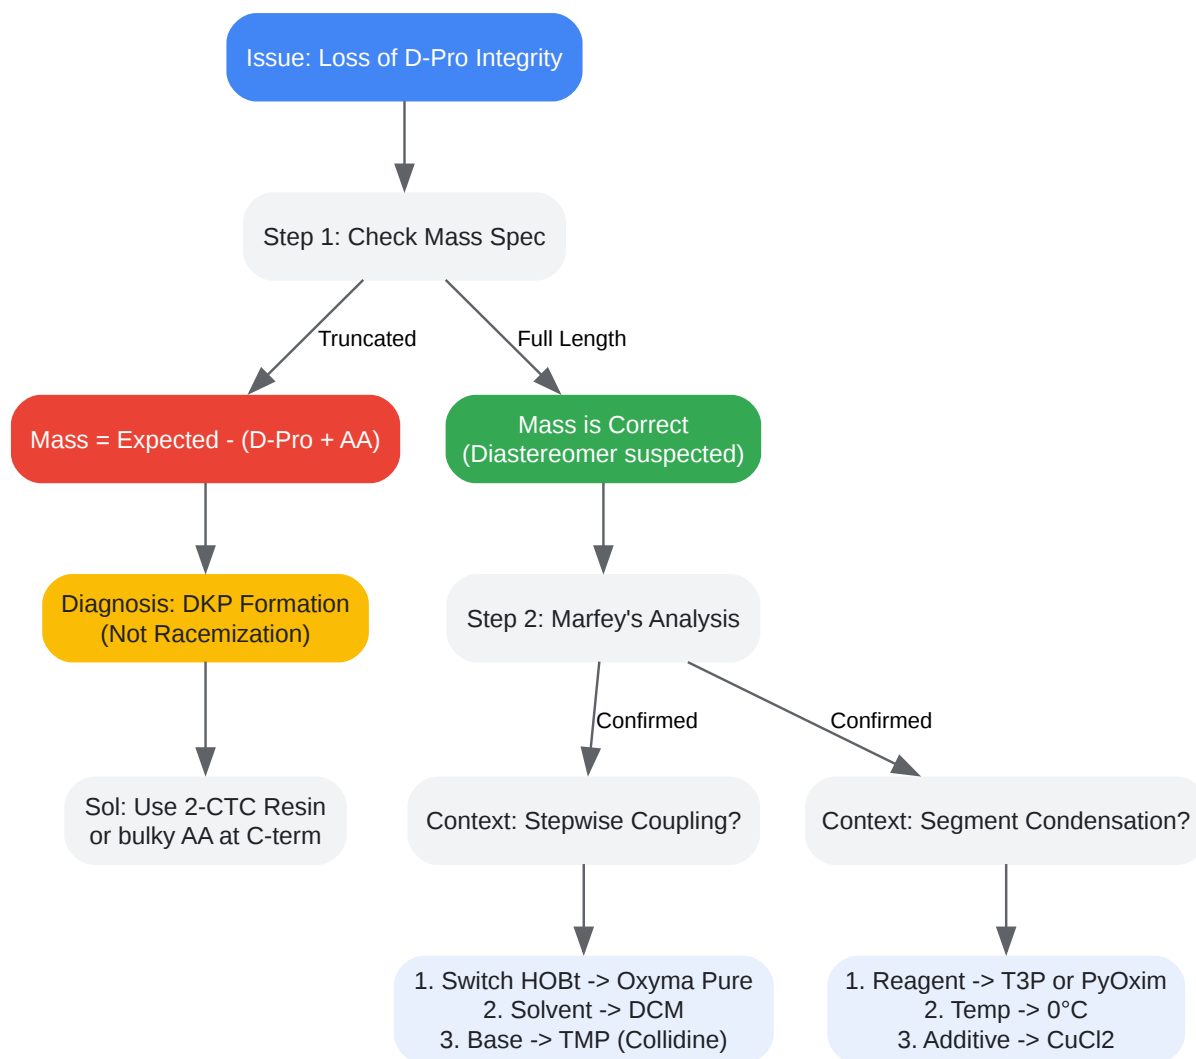 Issue: Loss of D-Pro Integrity
Step 1: Check Mass Spec
Truncated
Full Length
Mass = Expected - (D-Pro + AA)
Mass is Correct
(Diastereomer suspected)
Diagnosis: DKP Formation
(Not Racemization)
Step 2: Marfey's Analysis
Confirmed
Confirmed
Sol: Use 2-CTC Resin
or bulky AA at C-term
Context: Stepwise Coupling?
Context: Segment Condensation?
1. Switch HOBt -> Oxyma Pure
2. Solvent -> DCM
3. Base -> TMP (Collidine)
1. Reagent -> T3P or PyOxim
2. Temp -> 0°C
3. Additive -> CuCl2